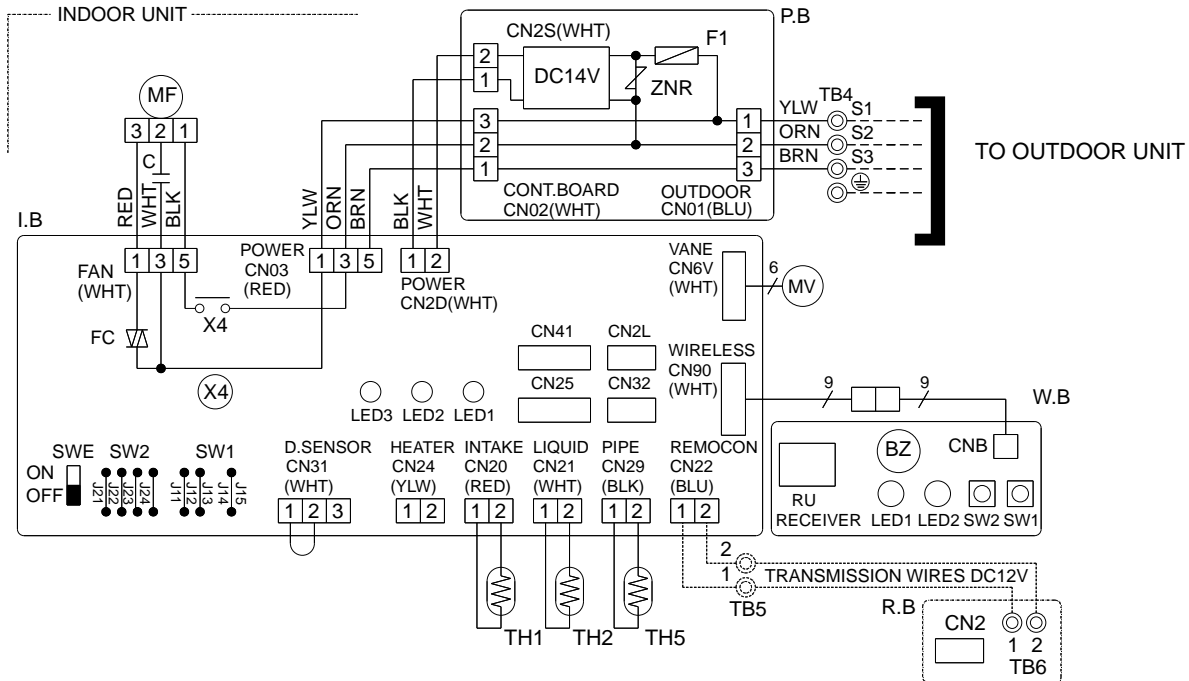 INDOOR UNIT
P.B
CN2S(WHT)
F1
2
1
DC14V
ZNR
MF
3 2 1
C
RED
WHT
BLK
YLW
ORN
BRN
BLK
WHT
3
2
1
1
2
3
YLW TB4 S1
ORN S2
BRN S3
TO OUTDOOR UNIT
CONT.BOARD
CN02(WHT)
OUTDOOR
CN01(BLU)
I.B
FAN
(WHT)
1 3 5
POWER
CN03
(RED)
1 3 5
1 2
POWER
CN2D(WHT)
VANE
CN6V
(WHT)
6
MV
X4
FC
X4
CN41
CN2L
CN25
CN32
WIRELESS
CN90
(WHT)
9
9
W.B
LED3 LED2 LED1
SWE
ON
OFF
SW2
J21
J22
J23
J24
SW1
J11
J12
J13
J14
J15
D.SENSOR
CN31
(WHT)
1 2 3
HEATER
CN24
(YLW)
1 2
INTAKE
CN20
(RED)
1 2
LIQUID
CN21
(WHT)
1 2
PIPE
CN29
(BLK)
1 2
REMOCON
CN22
(BLU)
1 2
BZ
CNB
RU
RECEIVER LED1 LED2 SW2 SW1
TH1
TH2
TH5
2
1
TB5
TRANSMISSION WIRES DC12V
R.B
CN2
1 2
TB6